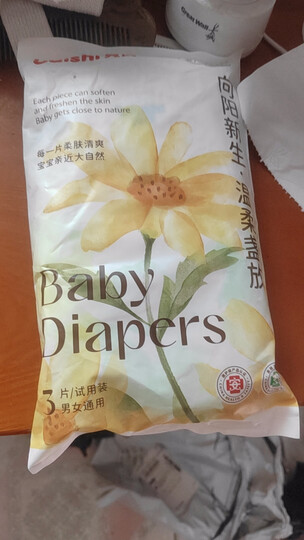 Each piece can soften
and freshen the skin
Baby gets close to nature
每一片柔肤清爽
宝宝亲近大自然
向阳新生·温柔盖放
Baby
Diapers
3片/试用装
男女通用